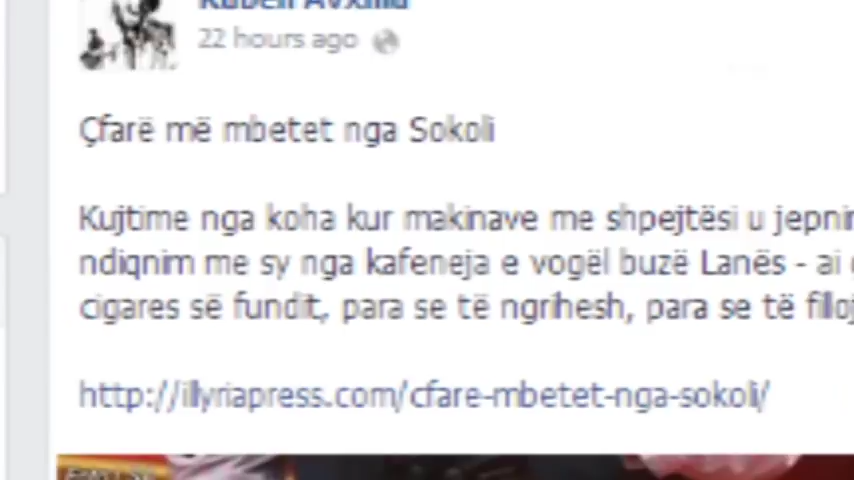 22 hours ago
Çfarë më mbetet nga Sokoli
Kujtime nga koha kur makinave me shpejtësi u
ndiqnim me sy nga kafeneja e vogël buzë Lanës - ai
cigares së fundit, para se të ngrihesh, para se të
http://illyriapress.com/cfare-mbetet-nga-sokoli/